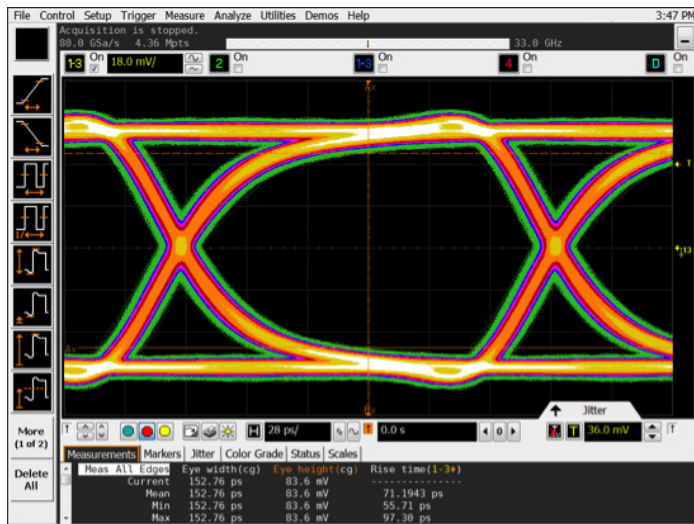 File Control Setup Trigger Measure Analyze Utilities Demos Help 3:47 PM
Acquisition is stopped.
80.0 GSa/s 4.36 Mpts 33.0 GHz
1-3 On 18.0 mV/ 2 On 1+3 On 4 On D On
Ax
T
13
Ay
Bx
Jitter
More
(1 of 2)
H 28 ps/ 0.0 s 0 T 36.0 mV
Delete
All
Measurements Markers Jitter Color Grade Status Scales
Meas All Edges Eye width(cg) Eye height(cg) Rise time(1-3♦)
Current 152.76 ps 83.6 mV ---------------
Mean 152.76 ps 83.6 mV 71.1943 ps
Min 152.76 ps 83.6 mV 55.71 ps
Max 152.76 ps 83.6 mV 97.30 ps